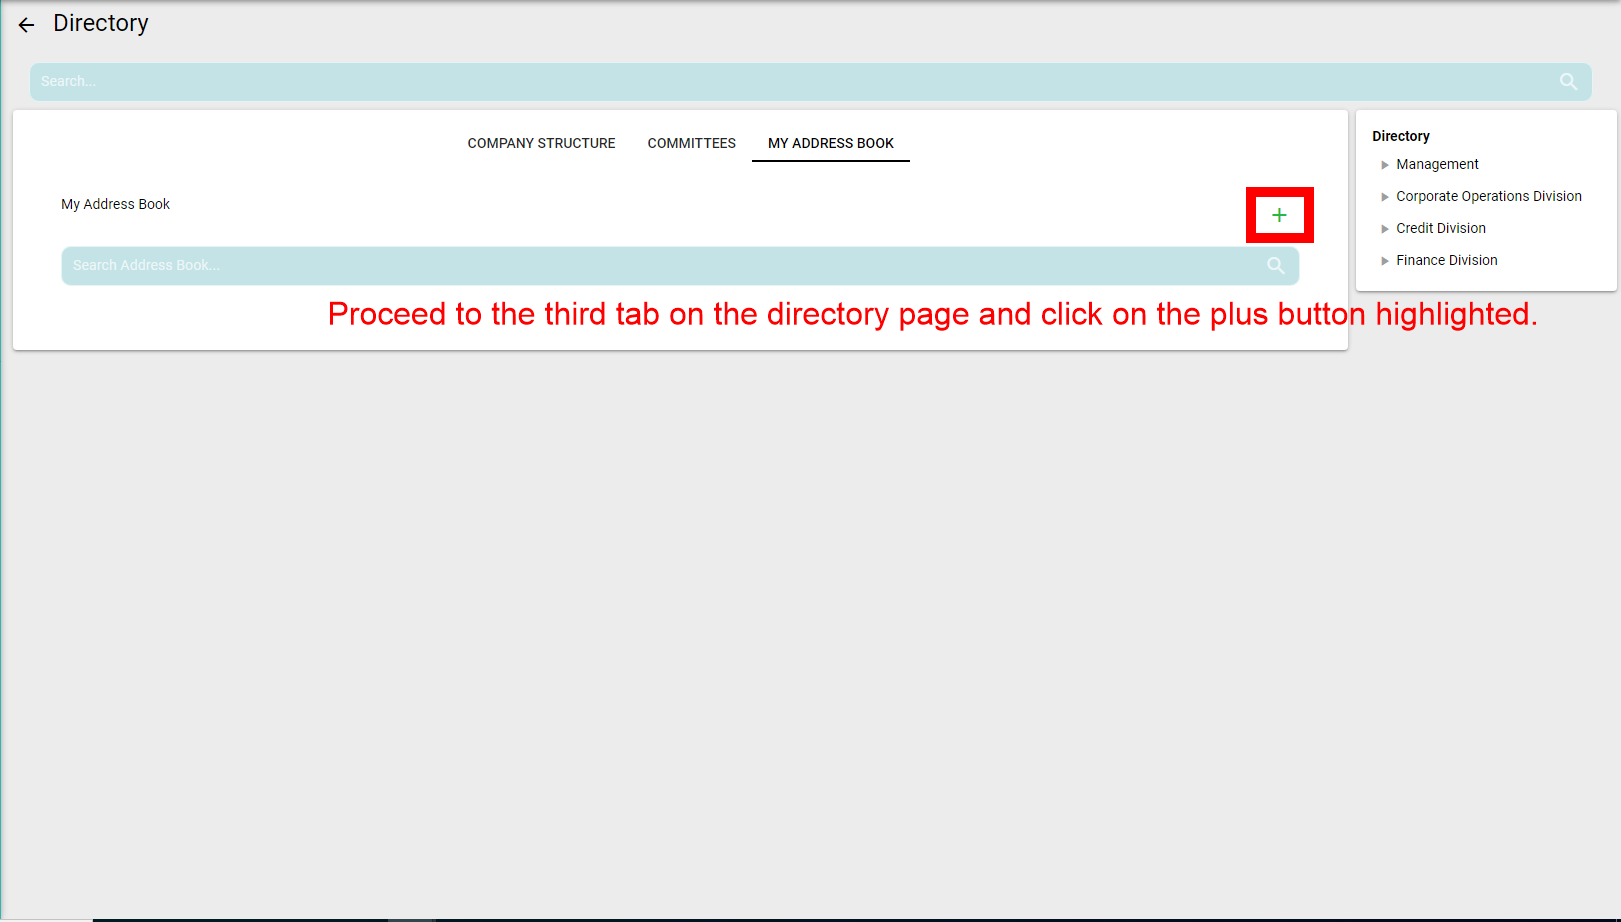 Directory
Search...
COMPANY STRUCTURE
COMMITTEES
MY ADDRESS BOOK
My Address Book
Search Address Book...
Proceed to the third tab on the directory page and click on the plus button highlighted.
Directory
Management
Corporate Operations Division
Credit Division
Finance Division